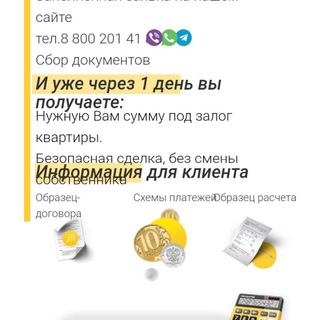 сайте
тел.8 800 201 41
Сбор документов
И уже через 1 день вы
получаете:
Нужную Вам сумму под залог
квартиры.
Безопасная сделка, без смены
собственника
Информация для клиента
Образец-
договора
Схемы платежей
Образец расчета